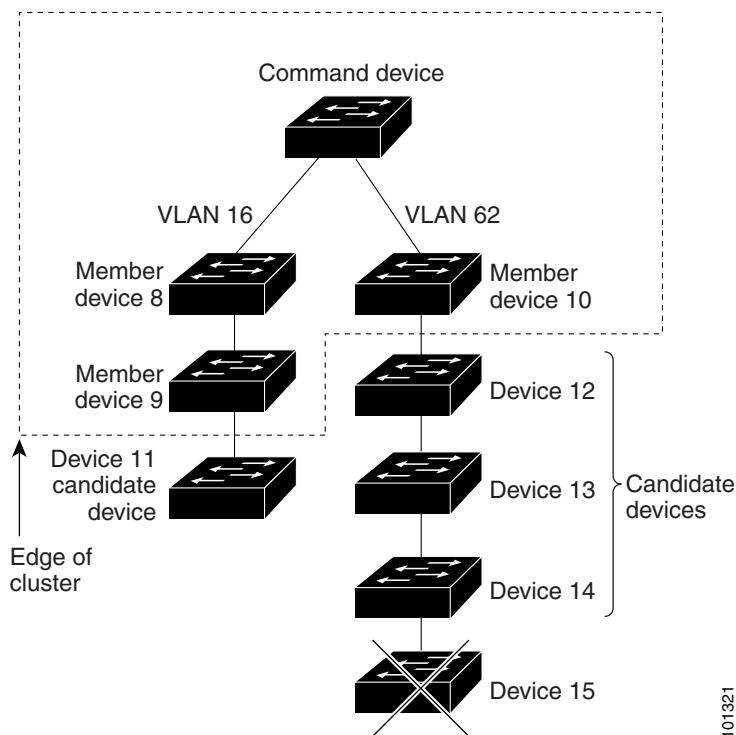 Command device
VLAN 16
VLAN 62
Member
device 8
Member
device 10
Member
device 9
Device 12
Device 11
candidate
device
Device 13
Candidate
devices
Edge of
cluster
Device 14
Device 15
101321